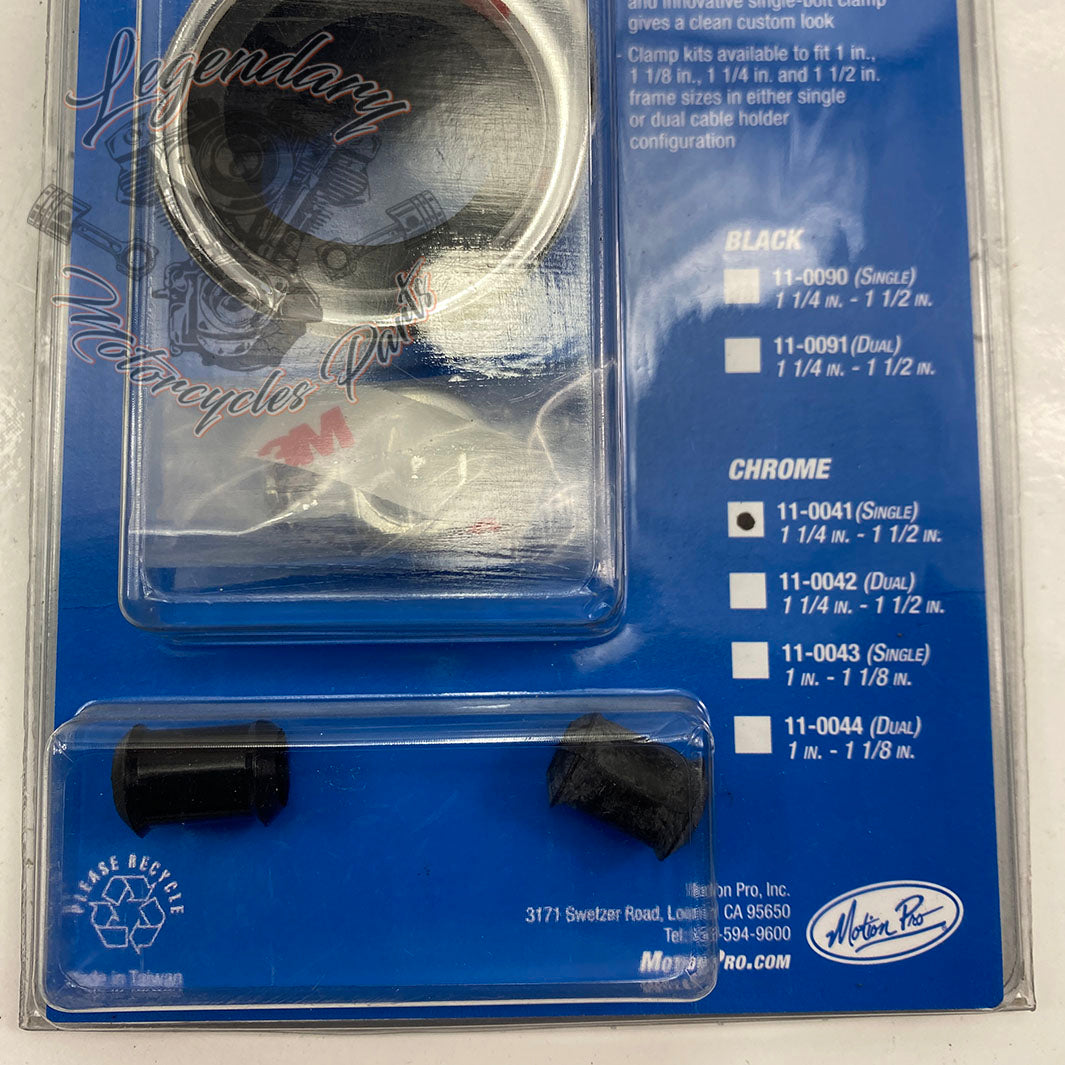 and innovative single-bolt clamp
gives a clean custom look
- Clamp kits available to fit 1 in.,
1 1/8 in., 1 1/4 in. and 1 1/2 in.
frame sizes in either single
or dual cable holder
configuration
Legendary
Motorcycles Parts
3M
BLACK
11-0090 (SINGLE)
1 1/4 IN. - 1 1/2 IN.
11-0091 (DUAL)
1 1/4 IN. - 1 1/2 IN.
CHROME
11-0041 (SINGLE)
1 1/4 IN. - 1 1/2 IN.
11-0042 (DUAL)
1 1/4 IN. - 1 1/2 IN.
11-0043 (SINGLE)
1 IN. - 1 1/8 IN.
11-0044 (DUAL)
1 IN. - 1 1/8 IN.
PLEASE RECYCLE
Made in Taiwan
Motion Pro, Inc.
3171 Swetzer Road, CA 95650
Tel: 594-9600
MOTIONPRO.COM
Motion Pro